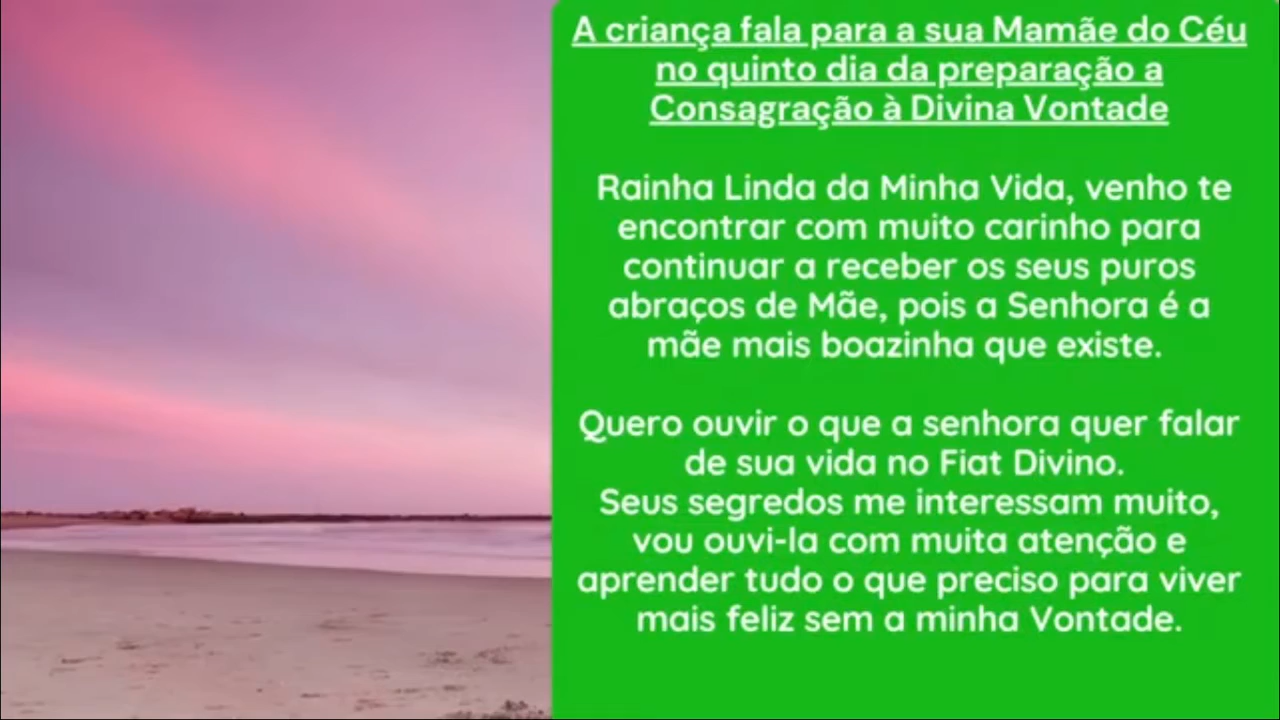 A criança fala para a sua Mamãe do Céu
no quinto dia da preparação a
Consagração à Divina Vontade
Rainha Linda da Minha Vida, venho te
encontrar com muito carinho para
continuar a receber os seus puros
abraços de Mãe, pois a Senhora é a
mãe mais boazinha que existe.
Quero ouvir o que a senhora quer falar
de sua vida no Fiat Divino.
Seus segredos me interessam muito,
vou ouvi-la com muita atenção e
aprender tudo o que preciso para viver
mais feliz sem a minha Vontade.